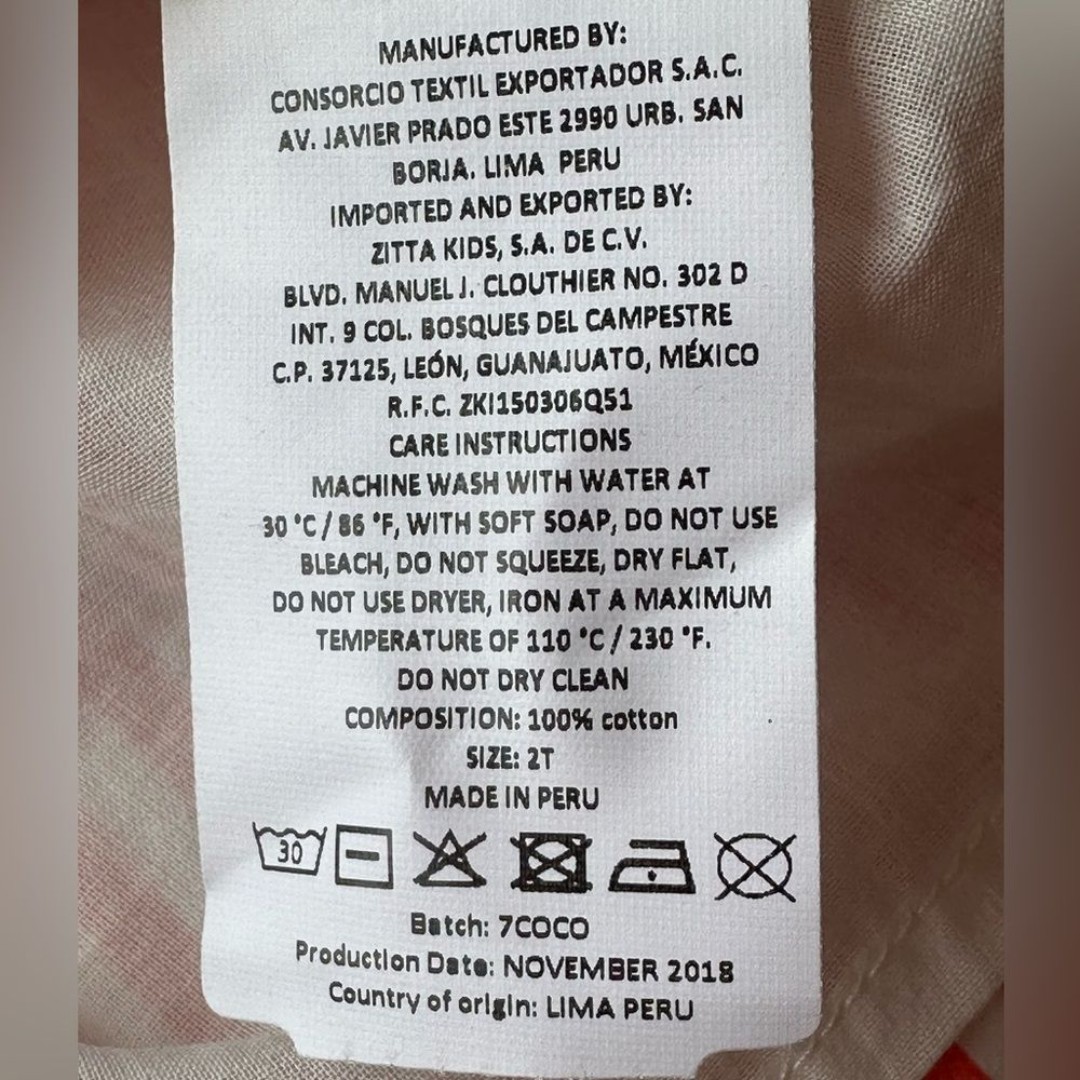 MANUFACTURED BY:
CONSORCIO TEXTIL EXPORTADOR S.A.C.
AV. JAVIER PRADO ESTE 2990 URB. SAN
BORJA. LIMA PERU
IMPORTED AND EXPORTED BY:
ZITTA KIDS, S.A. DE C.V.
BLVD. MANUEL J. CLOUTHIER NO. 302 D
INT. 9 COL. BOSQUES DEL CAMPESTRE
C.P. 37125, LEÓN, GUANAJUATO, MÉXICO
R.F.C. ZKI150306Q51
CARE INSTRUCTIONS
MACHINE WASH WITH WATER AT
30 °C / 86 °F, WITH SOFT SOAP, DO NOT USE
BLEACH, DO NOT SQUEEZE, DRY FLAT,
DO NOT USE DRYER, IRON AT A MAXIMUM
TEMPERATURE OF 110 °C / 230 °F.
DO NOT DRY CLEAN
COMPOSITION: 100% cotton
SIZE: 2T
MADE IN PERU
30
Batch: 7COCO
Production Date: NOVEMBER 2018
Country of origin: LIMA PERU